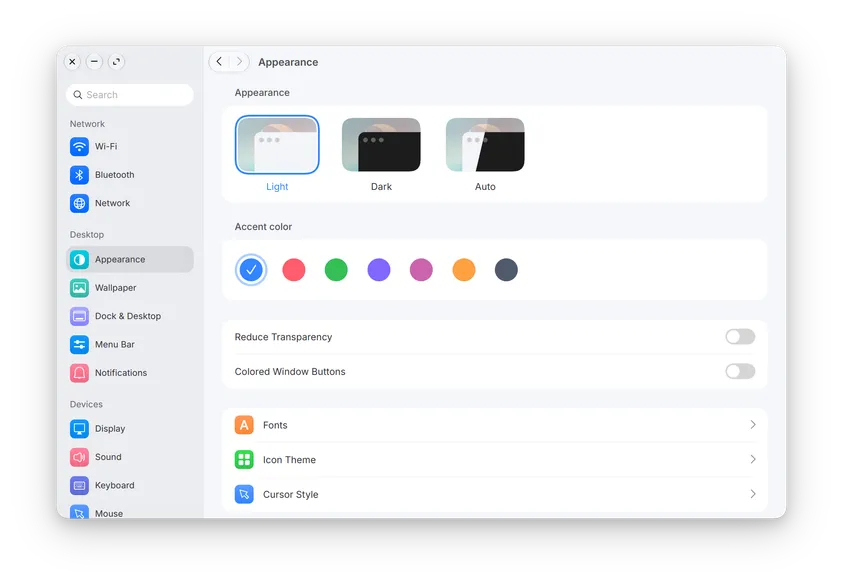 Appearance
Search
Network
Wi-Fi
Bluetooth
Network
Desktop
Appearance
Wallpaper
Dock & Desktop
Menu Bar
Notifications
Devices
Display
Sound
Keyboard
Mouse
Appearance
Light
Dark
Auto
Accent color
Reduce Transparency
Colored Window Buttons
Fonts
Icon Theme
Cursor Style